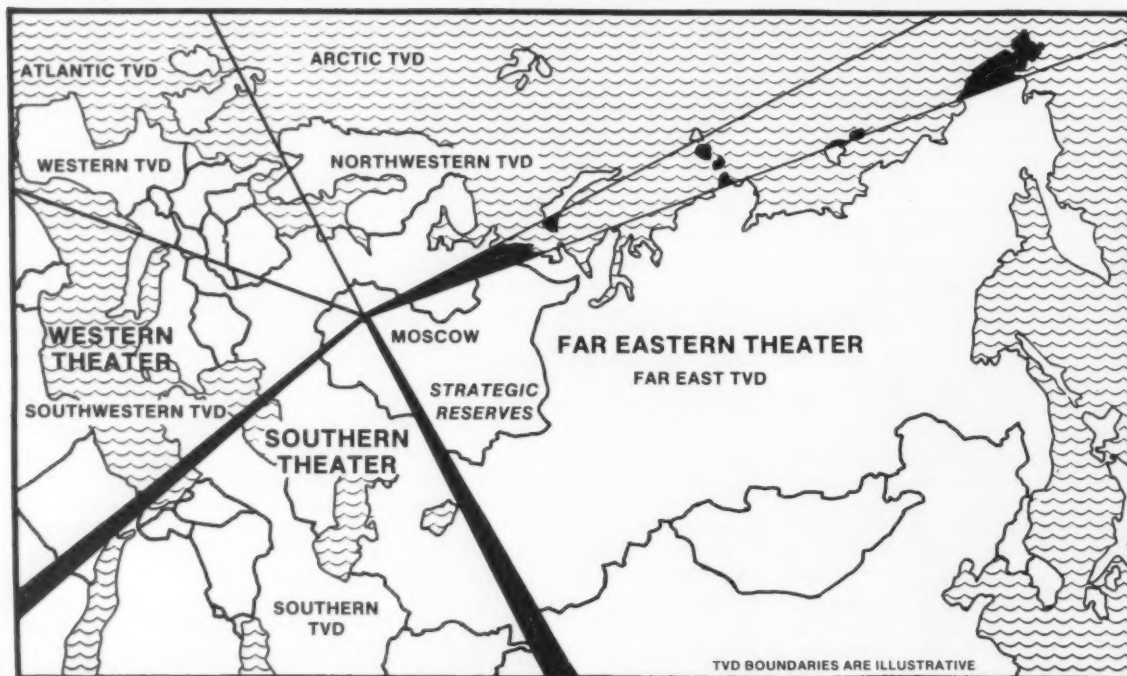 ATLANTIC TVD
ARCTIC TVD
WESTERN TVD
NORTHWESTERN TVD
MOSCOW
WESTERN
THEATER
FAR EASTERN THEATER
FAR EAST TVD
STRATEGIC
RESERVES
SOUTHWESTERN TVD
SOUTHERN
THEATER
SOUTHERN
TVD
TVD BOUNDARIES ARE ILLUSTRATIVE